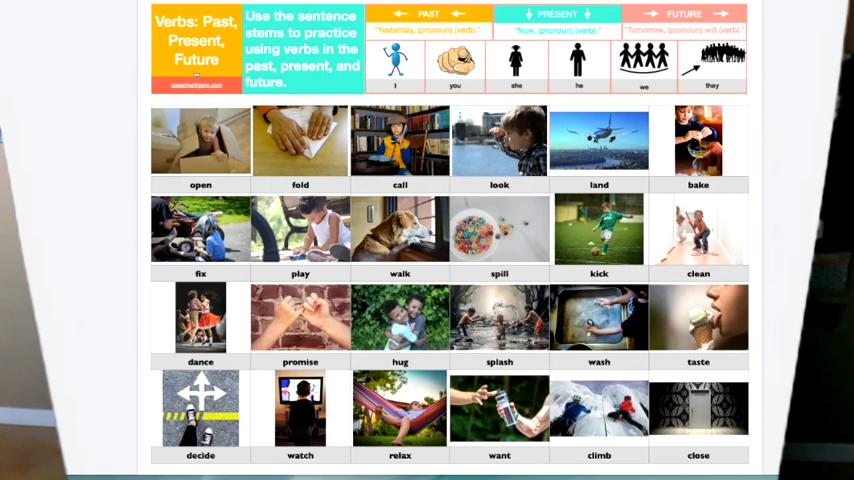 Verbs: Past,
Present,
Future
speechwithjenn.com
Use the sentence
stems to practice
using verbs in the
past, present, and
future.
← PAST ←
↓ PRESENT ↓
→ FUTURE →
"Yesterday, (pronoun) (verb)."
"Now, (pronoun) (verb)."
"Tomorrow, (pronoun) will (verb)."
I you she he we they
open fold call look land bake
fix play walk spill kick clean
dance promise hug splash wash taste
decide watch relax want climb close